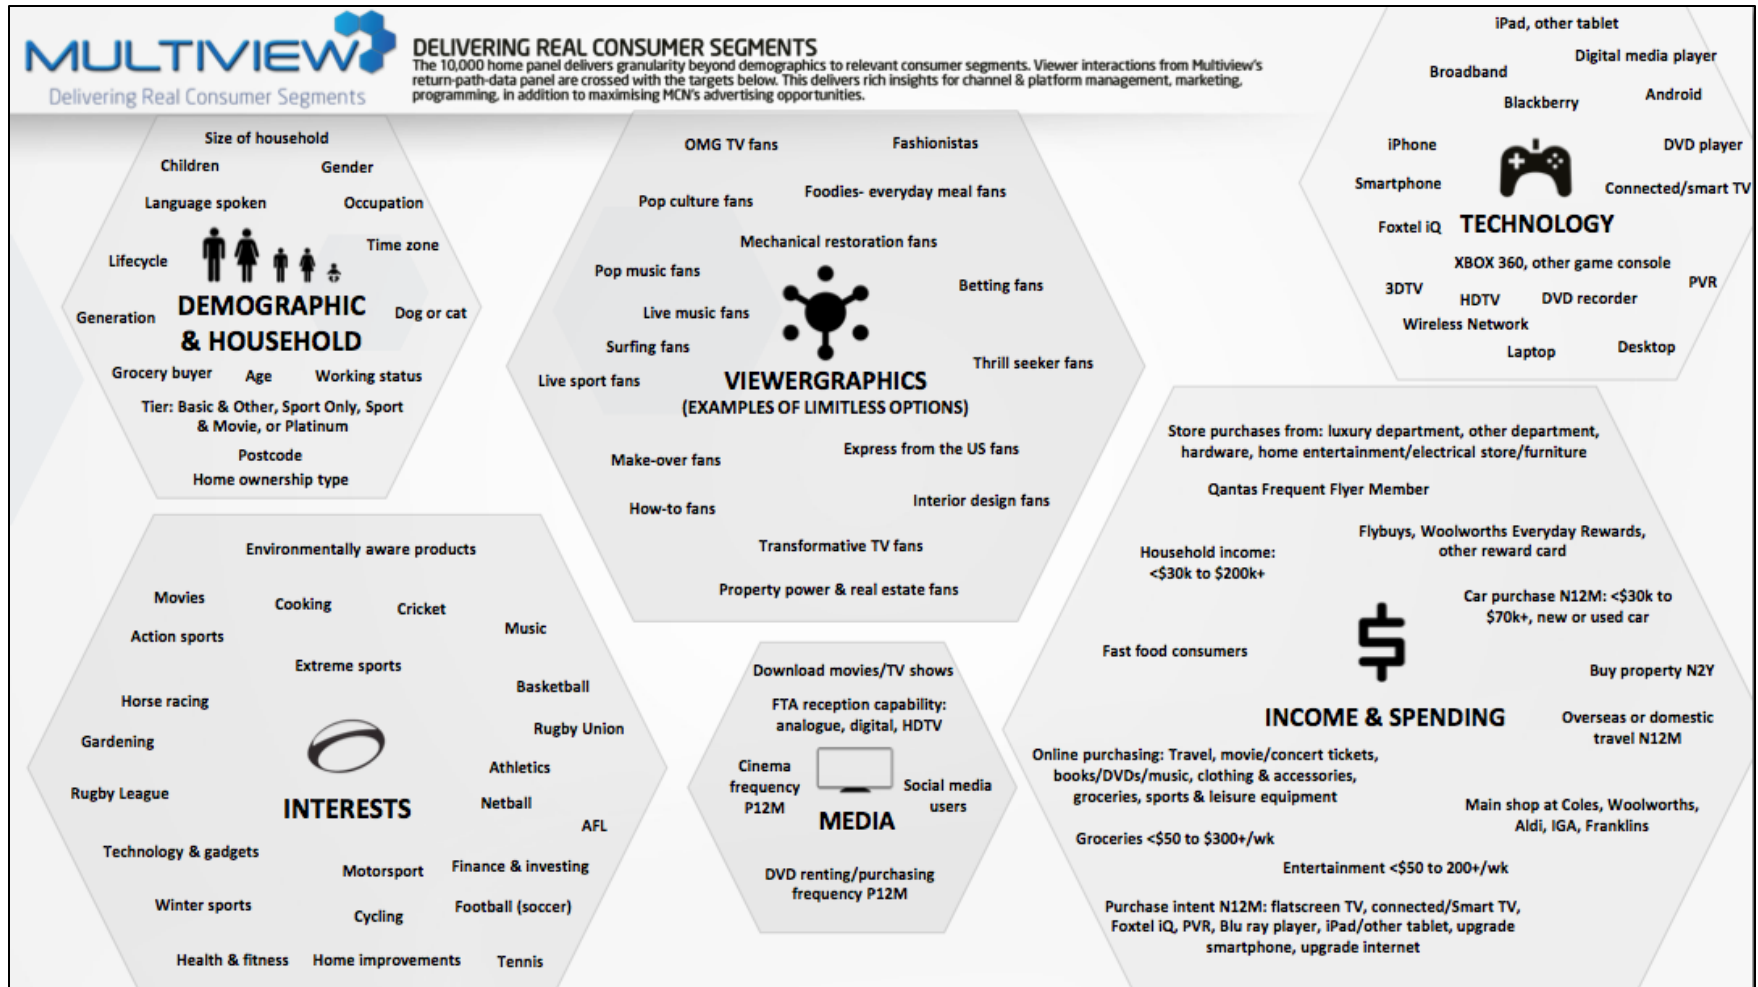 MULTIVIEW
Delivering Real Consumer Segments
DELIVERING REAL CONSUMER SEGMENTS
The 10,000 home panel delivers granularity beyond demographics to relevant consumer segments. Viewer interactions from Multiview's
return-path-data panel are crossed with the targets below. This delivers rich insights for channel & platform management, marketing,
programming, in addition to maximising MCN's advertising opportunities.
Size of household
Children
Gender
Language spoken
Occupation
Time zone
Lifecycle
DEMOGRAPHIC
& HOUSEHOLD
Generation
Dog or cat
Grocery buyer
Age
Working status
Tier: Basic & Other, Sport Only, Sport
& Movie, or Platinum
Postcode
Home ownership type
OMG TV fans
Fashionistas
Pop culture fans
Foodies- everyday meal fans
Mechanical restoration fans
Pop music fans
Betting fans
Live music fans
Surfing fans
Thrill seeker fans
Live sport fans
VIEWERGRAPHICS
(EXAMPLES OF LIMITLESS OPTIONS)
Express from the US fans
Make-over fans
Interior design fans
How-to fans
Transformative TV fans
Property power & real estate fans
iPad, other tablet
Digital media player
Broadband
Blackberry
Android
iPhone
DVD player
Smartphone
Connected/smart TV
Foxtel iQ
TECHNOLOGY
XBOX 360, other game console
3DTV
HDTV
DVD recorder
PVR
Wireless Network
Laptop
Desktop
Environmentally aware products
Movies
Cooking
Cricket
Music
Action sports
Extreme sports
Basketball
Horse racing
Rugby Union
Gardening
Athletics
Rugby League
INTERESTS
Netball
AFL
Technology & gadgets
Motorsport
Finance & investing
Winter sports
Cycling
Football (soccer)
Health & fitness
Home improvements
Tennis
Download movies/TV shows
FTA reception capability:
analogue, digital, HDTV
Cinema
frequency
P12M
Social media
users
MEDIA
DVD renting/purchasing
frequency P12M
Store purchases from: luxury department, other department,
hardware, home entertainment/electrical store/furniture
Qantas Frequent Flyer Member
Flybuys, Woolworths Everyday Rewards,
other reward card
Household income:
<$30k to $200k+
Car purchase N12M: <$30k to
$70k+, new or used car
Fast food consumers
Buy property N2Y
INCOME & SPENDING
Overseas or domestic
travel N12M
Online purchasing: Travel, movie/concert tickets,
books/DVDs/music, clothing & accessories,
groceries, sports & leisure equipment
Main shop at Coles, Woolworths,
Aldi, IGA, Franklins
Groceries <$50 to $300+/wk
Entertainment <$50 to 200+/wk
Purchase intent N12M: flatscreen TV, connected/Smart TV,
Foxtel iQ, PVR, Blu ray player, iPad/other tablet, upgrade
smartphone, upgrade internet